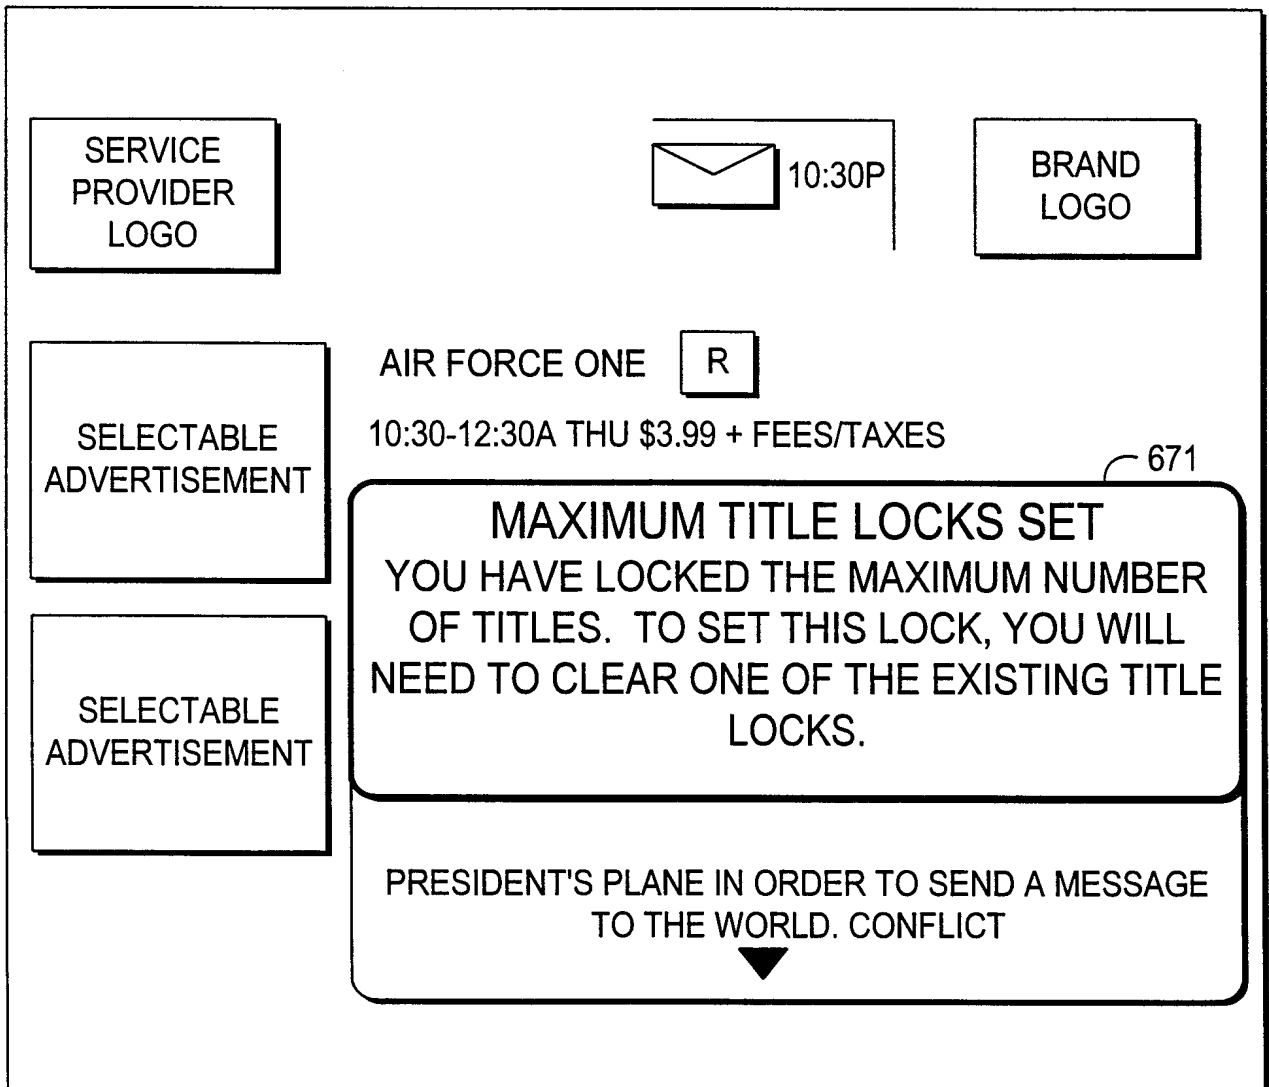 SERVICE
PROVIDER
LOGO
10:30P
BRAND
LOGO
AIR FORCE ONE R
10:30-12:30A THU $3.99 + FEES/TAXES
SELECTABLE
ADVERTISEMENT
671
MAXIMUM TITLE LOCKS SET
YOU HAVE LOCKED THE MAXIMUM NUMBER
OF TITLES. TO SET THIS LOCK, YOU WILL
NEED TO CLEAR ONE OF THE EXISTING TITLE
LOCKS.
SELECTABLE
ADVERTISEMENT
PRESIDENT'S PLANE IN ORDER TO SEND A MESSAGE
TO THE WORLD. CONFLICT